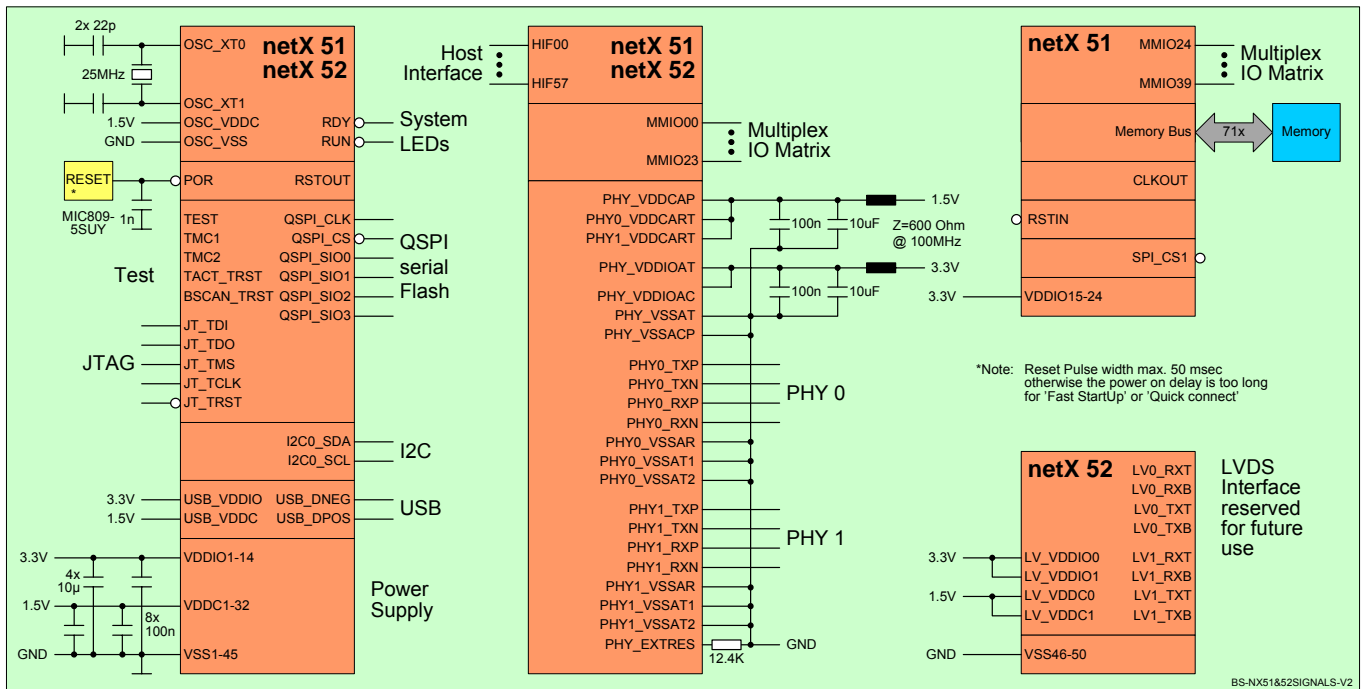 2x 22p
25MHz
OSC_XT0
netX 51
netX 52
OSC_XT1
1.5V
OSC_VDDC
GND
OSC_VSS
RDY
RUN
System
LEDs
RESET
*
POR
RSTOUT
MIC809-
5SUY
1n
Test
TEST
TMC1
TMC2
TACT_TRST
BSCAN_TRST
QSPI_CLK
QSPI_CS
QSPI_SIO0
QSPI_SIO1
QSPI_SIO2
QSPI_SIO3
QSPI
serial
Flash
JTAG
JT_TDI
JT_TDO
JT_TMS
JT_TCLK
JT_TRST
I2C0_SDA
I2C0_SCL
I2C
3.3V
USB_VDDIO
USB_DNEG
1.5V
USB_VDDC
USB_DPOS
USB
3.3V
VDDIO1-14
4x
10µ
1.5V
VDDC1-32
8x
100n
GND
VSS1-45
Power
Supply
Host
Interface
HIF00
HIF57
netX 51
netX 52
MMIO00
MMIO23
Multiplex
IO Matrix
PHY_VDDCAP
PHY0_VDDCART
PHY1_VDDCART
100n
10uF
1.5V
Z=600 Ohm
@ 100MHz
PHY_VDDIOAT
PHY_VDDIOAC
PHY_VSSAT
PHY_VSSACP
100n
10uF
3.3V
PHY0_TXP
PHY0_TXN
PHY0_RXP
PHY0_RXN
PHY 0
PHY0_VSSAR
PHY0_VSSAT1
PHY0_VSSAT2
PHY1_TXP
PHY1_TXN
PHY1_RXP
PHY1_RXN
PHY 1
PHY1_VSSAR
PHY1_VSSAT1
PHY1_VSSAT2
PHY_EXTRES
12.4K
GND
netX 51
MMIO24
MMIO39
Multiplex
IO Matrix
Memory Bus
71x
Memory
CLKOUT
RSTIN
SPI_CS1
3.3V
VDDIO15-24
*Note: Reset Pulse width max. 50 msec
otherwise the power on delay is too long
for 'Fast StartUp' or 'Quick connect'
netX 52
LV0_RXT
LV0_RXB
LV0_TXT
LV0_TXB
LVDS
Interface
reserved
for future
use
3.3V
LV_VDDIO0
LV_VDDIO1
1.5V
LV_VDDC0
LV_VDDC1
LV1_RXT
LV1_RXB
LV1_TXT
LV1_TXB
GND
VSS46-50
BS-NX51&52SIGNALS-V2